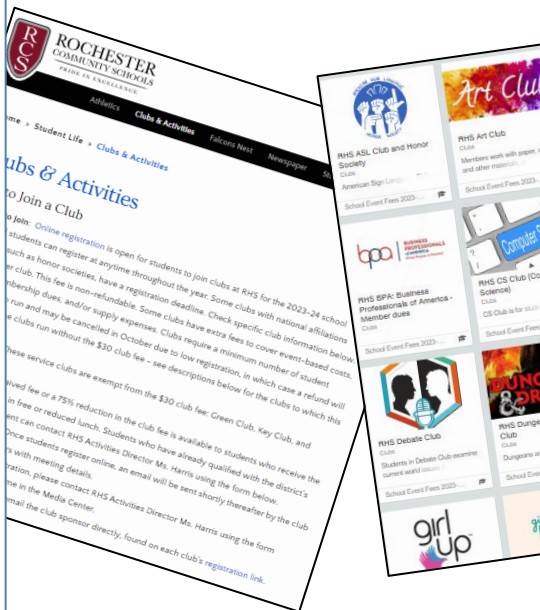 RCS
ROCHESTER
COMMUNITY SCHOOLS
PRIDE IN EXCELLENCE
Athletics Clubs & Activities Falcons Nest Newspaper
> Student Life > Clubs & Activities
& Activities
to Join a Club
Join: Online registration is open for students to join clubs at RHS for the 2023-24 school
students can register at anytime throughout the year. Some clubs with national affiliations
such as honor societies, have a registration deadline. Check specific club information below
club. This fee is non-refundable. Some clubs have extra fees to cover event-based costs,
dues, and/or supply expenses. Clubs require a minimum number of student
run and may be cancelled in October due to low registration, in which case a refund will
clubs run without the $30 club fee – see descriptions below for the clubs to which this
These service clubs are exempt from the $30 club fee: Green Club, Key Club, and
fee or a 75% reduction in the club fee is available to students who receive the
in free or reduced lunch. Students who have already qualified with the district's
can contact RHS Activities Director Ms. Harris using the form below.
Once students register online, an email will be sent shortly thereafter by the club
with meeting details.
please contact RHS Activities Director Ms. Harris using the form
in the Media Center.
email the club sponsor directly, found on each club's registration link.
RHS ASL Club and Honor
Society
Clubs
American Sign
School Event Fees 2023-...
Art
RHS Art Club
Clubs
Members work with paper,
and other materials,
School Event Fees 2023-
bpa BUSINESS
PROFESSIONALS
of AMERICA
RHS BPA: Business
Professionals of America -
Member dues
Clubs
School Event Fees 2023-...
Computer
RHS CS Club
Science)
Clubs
CS Club is for
School Event Fees
RHS Debate Club
Clubs
Students in Debate Club examine
current world issues
School Event Fees 2023-...
&
RHS
Club
Clubs
School
girl
up